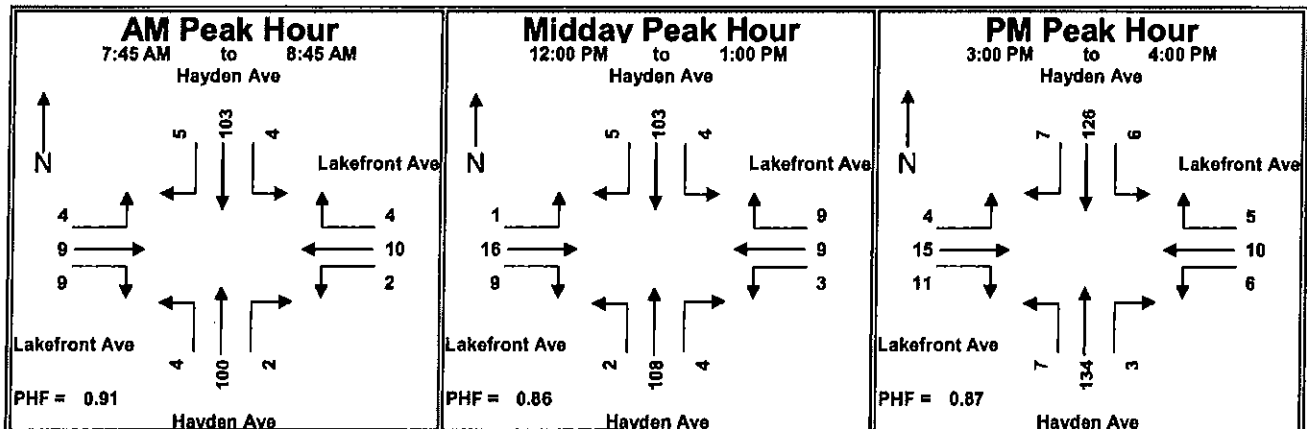 AM Peak Hour
7:45 AM to 8:45 AM
Hayden Ave
5 103 4
N
Lakefront Ave
4 4
9 10
9 2
Lakefront Ave
4 100 2
PHF = 0.91
Hayden Ave
Midday Peak Hour
12:00 PM to 1:00 PM
Hayden Ave
5 103 4
N
Lakefront Ave
1 9
16 9
9 3
Lakefront Ave
2 108 4
PHF = 0.86
Hayden Ave
PM Peak Hour
3:00 PM to 4:00 PM
Hayden Ave
7 126 6
N
Lakefront Ave
4 5
15 10
11 6
Lakefront Ave
7 134 3
PHF = 0.87
Hayden Ave